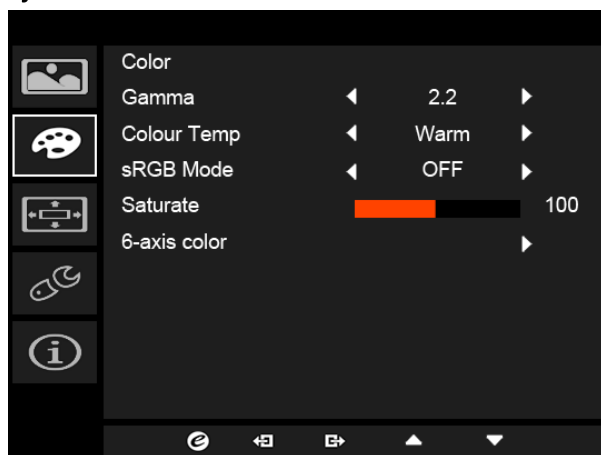 Color
Gamma 2.2
Colour Temp Warm
sRGB Mode OFF
Saturate 100
6-axis color